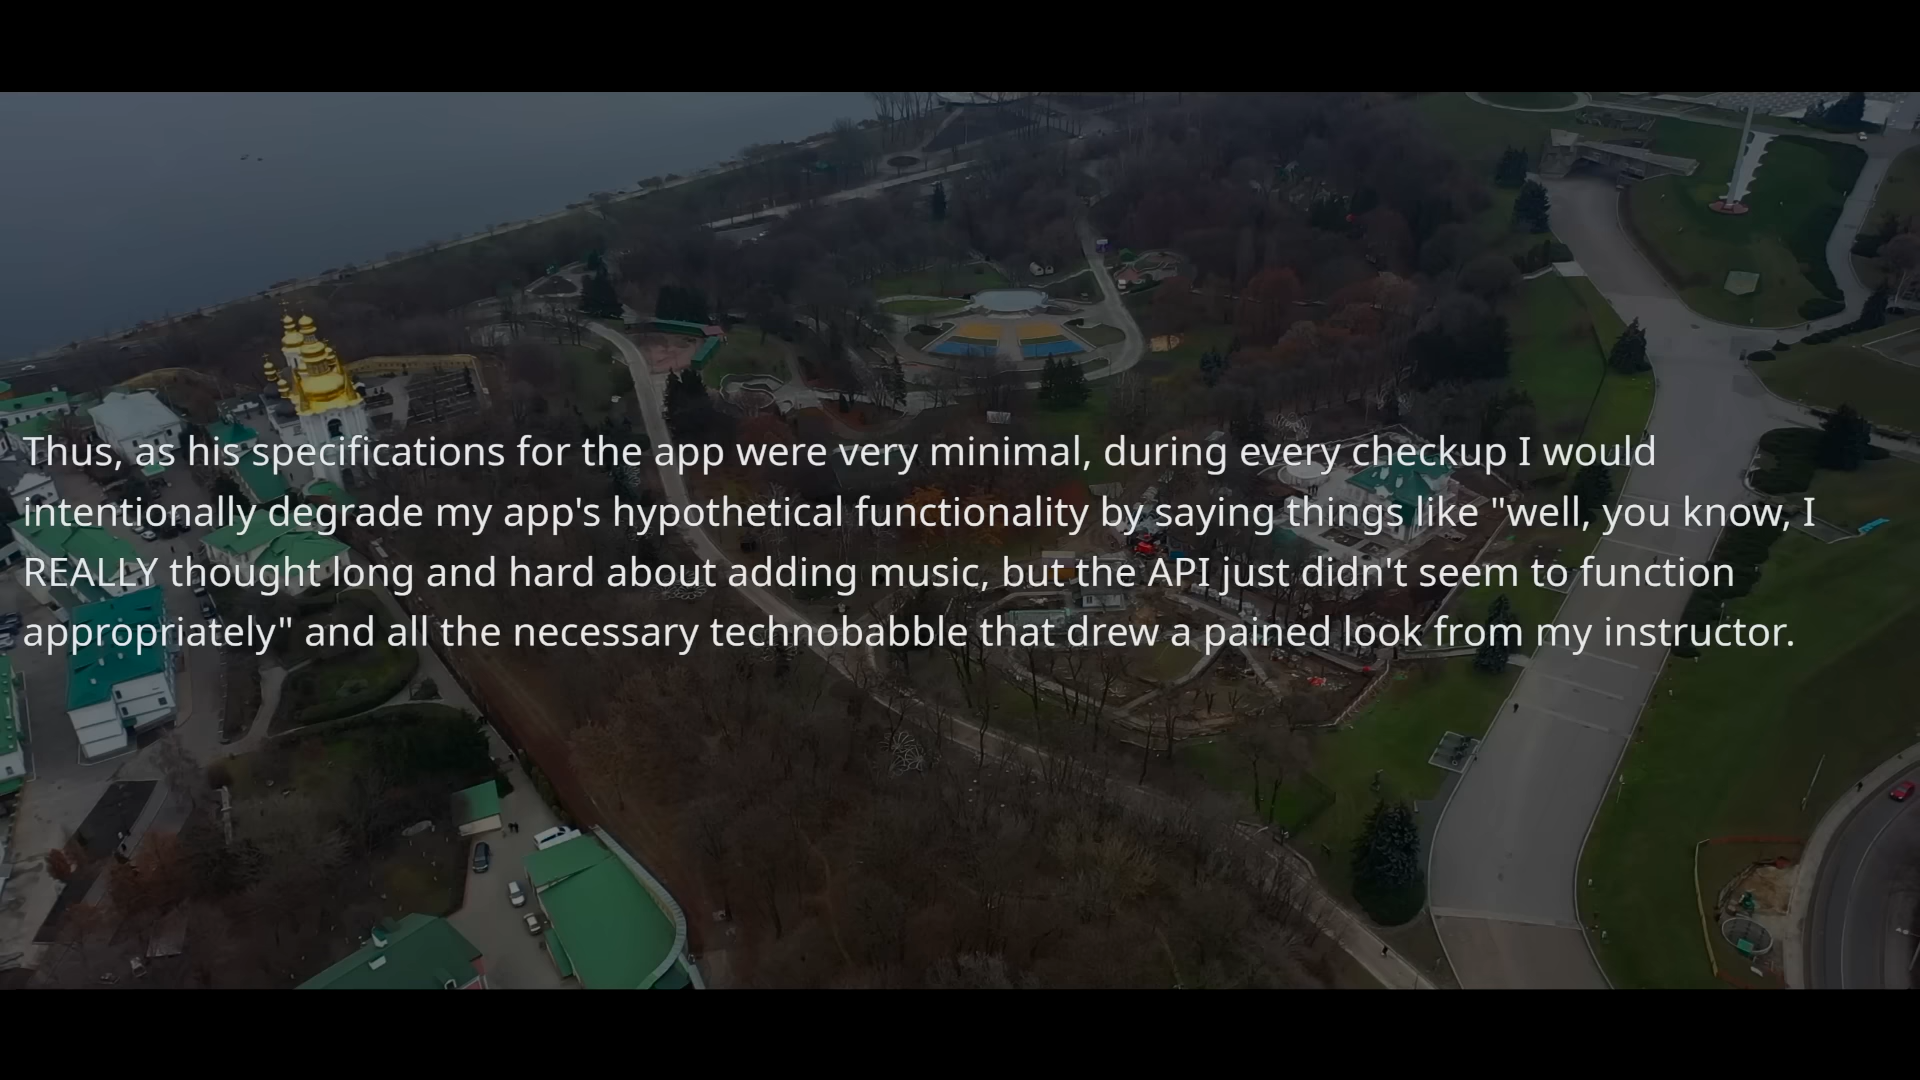 Thus, as his specifications for the app were very minimal, during every checkup I would
intentionally degrade my app's hypothetical functionality by saying things like "well, you know, I
REALLY thought long and hard about adding music, but the API just didn't seem to function
appropriately" and all the necessary technobabble that drew a pained look from my instructor.